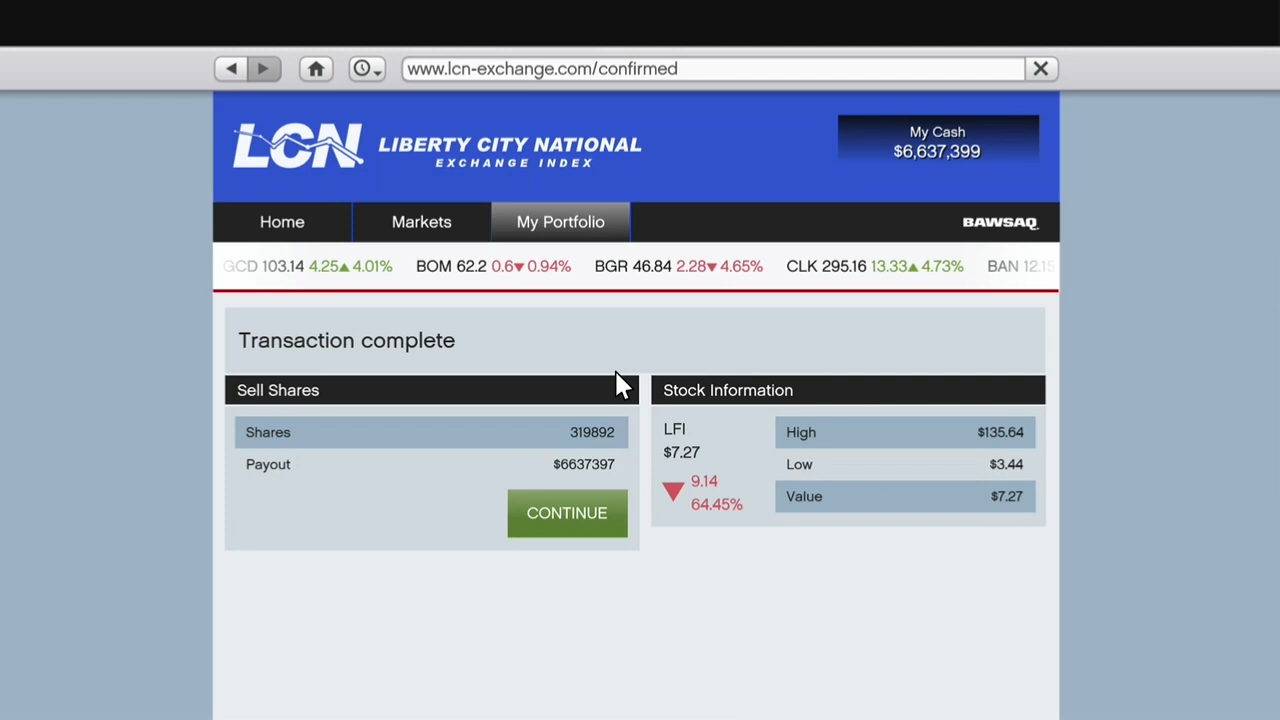 www.lcn-exchange.com/confirmed
LCN LIBERTY CITY NATIONAL
EXCHANGE INDEX
My Cash
$6,637,399
Home Markets My Portfolio BAWSAQ
GCD 103.14 4.25▲4.01% BOM 62.2 0.6▼0.94% BGR 46.84 2.28▼4.65% CLK 295.16 13.33▲4.73% BAN 12.15
Transaction complete
Sell Shares
Shares 319892
Payout $6637397
CONTINUE
Stock Information
LFI
$7.27
▼ 9.14
64.45%
High $135.64
Low $3.44
Value $7.27